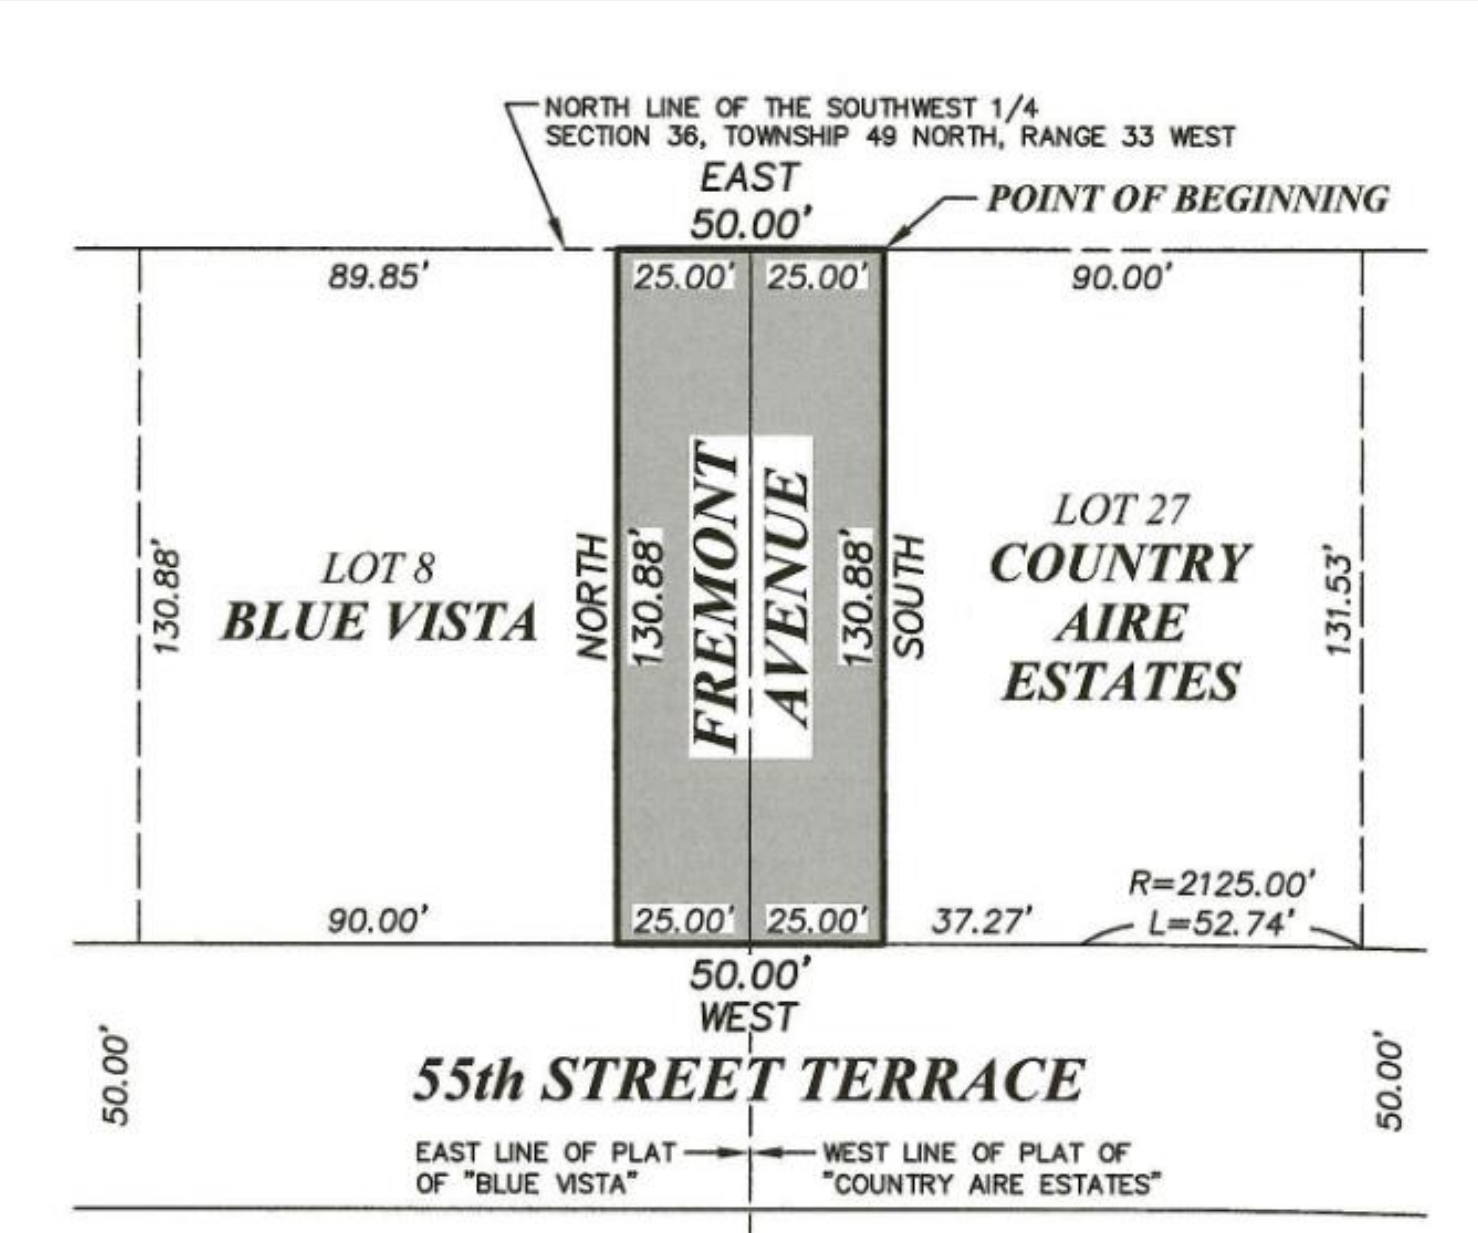 NORTH LINE OF THE SOUTHWEST 1/4
SECTION 36, TOWNSHIP 49 NORTH, RANGE 33 WEST
EAST
50.00'
POINT OF BEGINNING
89.85'
25.00'
25.00'
90.00'
130.88'
LOT 8
BLUE VISTA
NORTH
130.88'
FREMONT
AVENUE
130.88'
SOUTH
LOT 27
COUNTRY
AIRE
ESTATES
131.53'
90.00'
25.00'
25.00'
37.27'
R=2125.00'
L=52.74'
50.00'
WEST
50.00'
55th STREET TERRACE
50.00'
EAST LINE OF PLAT
OF "BLUE VISTA"
WEST LINE OF PLAT OF
"COUNTRY AIRE ESTATES"